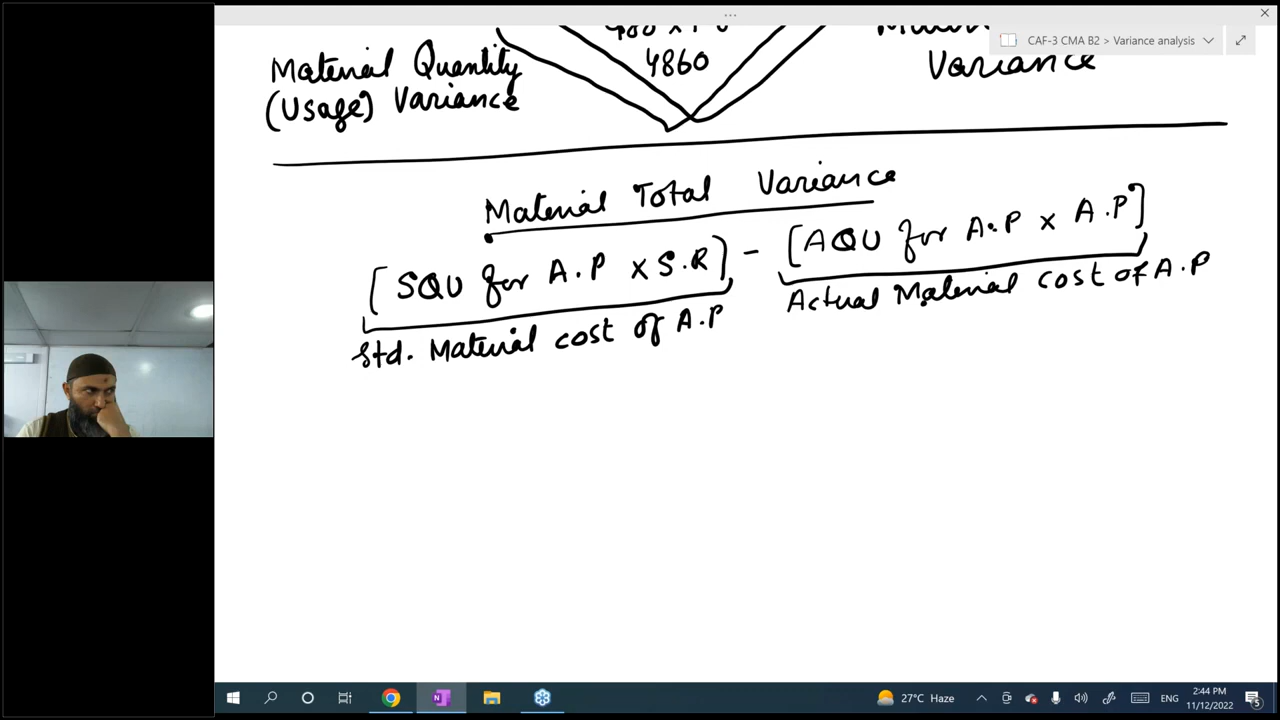 CAF-3 CMA B2 > Variance analysis
4860
Material Quantity
(Usage) Variance
Variance
Material Total Variance
[SQU for A.P x S.R] - [AQU for A.P x A.P]
Std. Material cost of A.P
Actual Material cost of A.P
27°C Haze
ENG
2:44 PM
11/12/2022
5